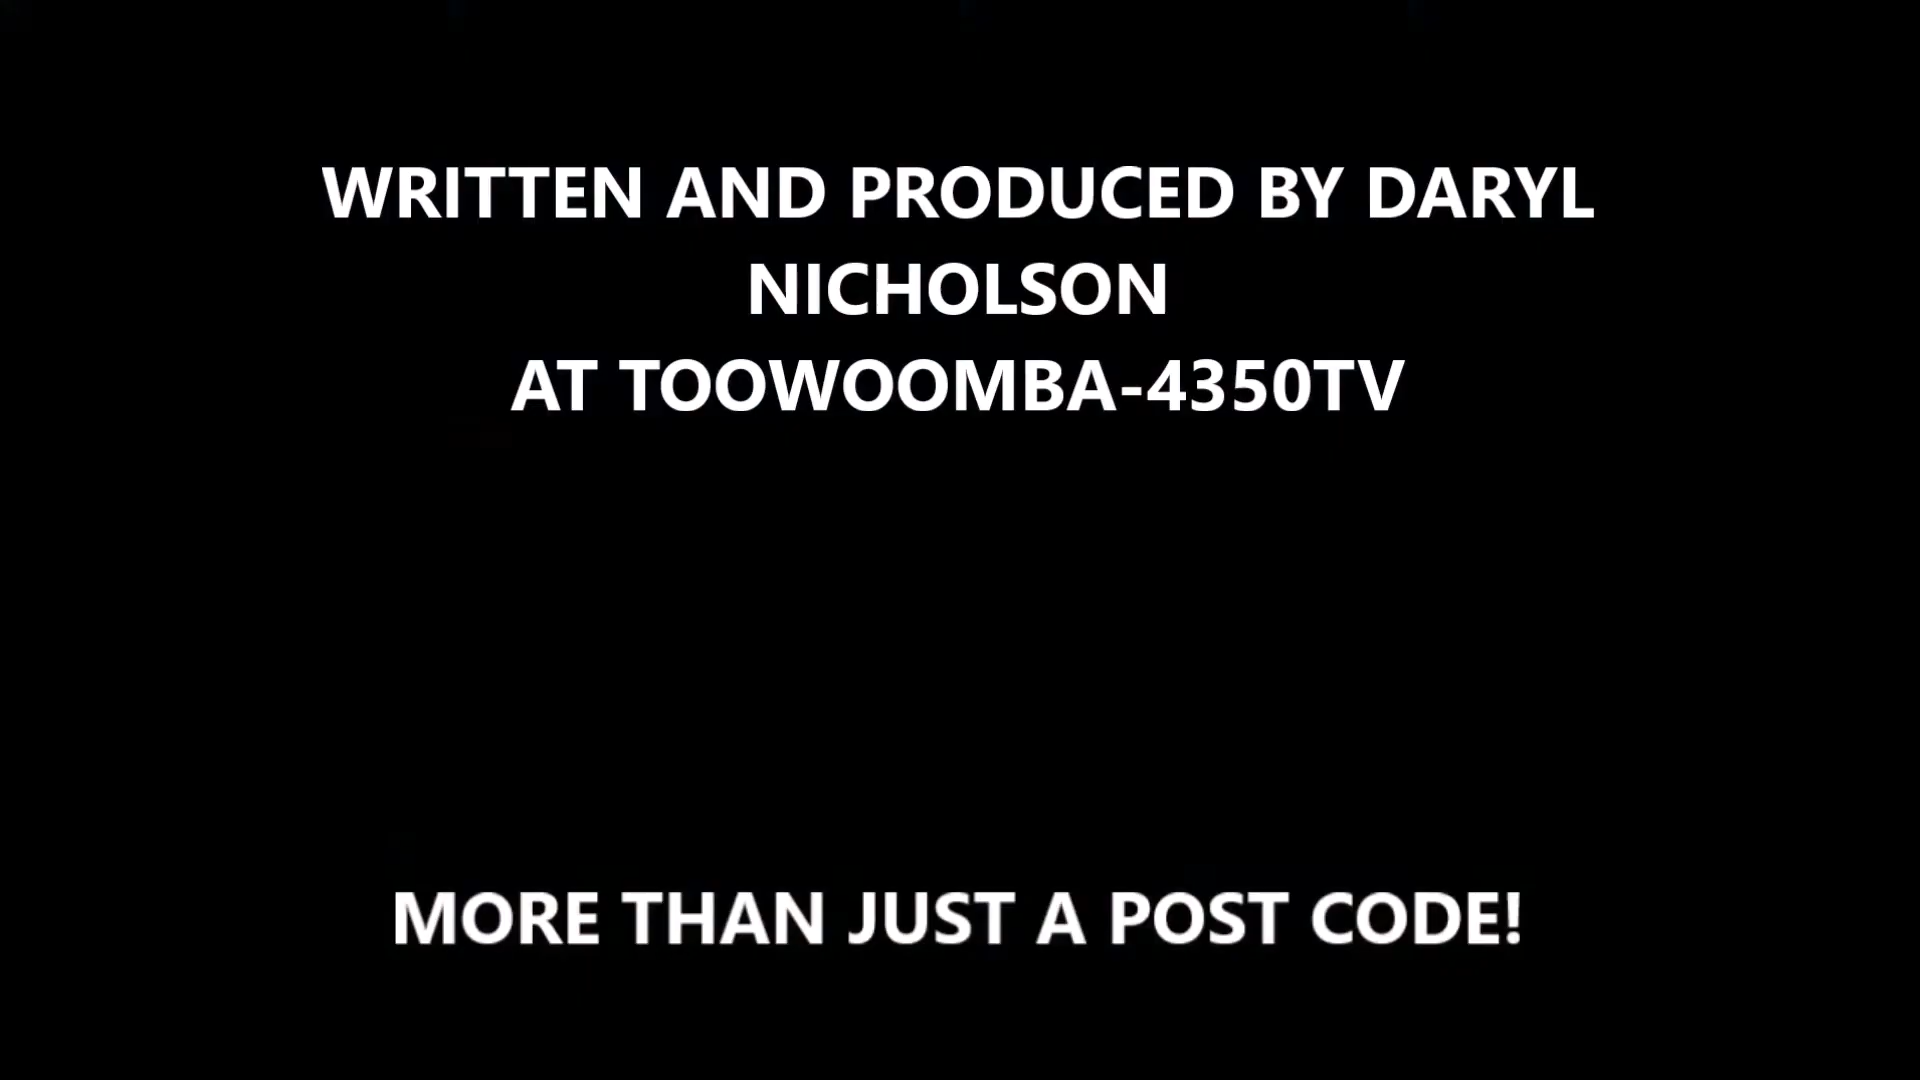 WRITTEN AND PRODUCED BY DARYL
NICHOLSON
AT TOOWOOMBA-4350TV
MORE THAN JUST A POST CODE!